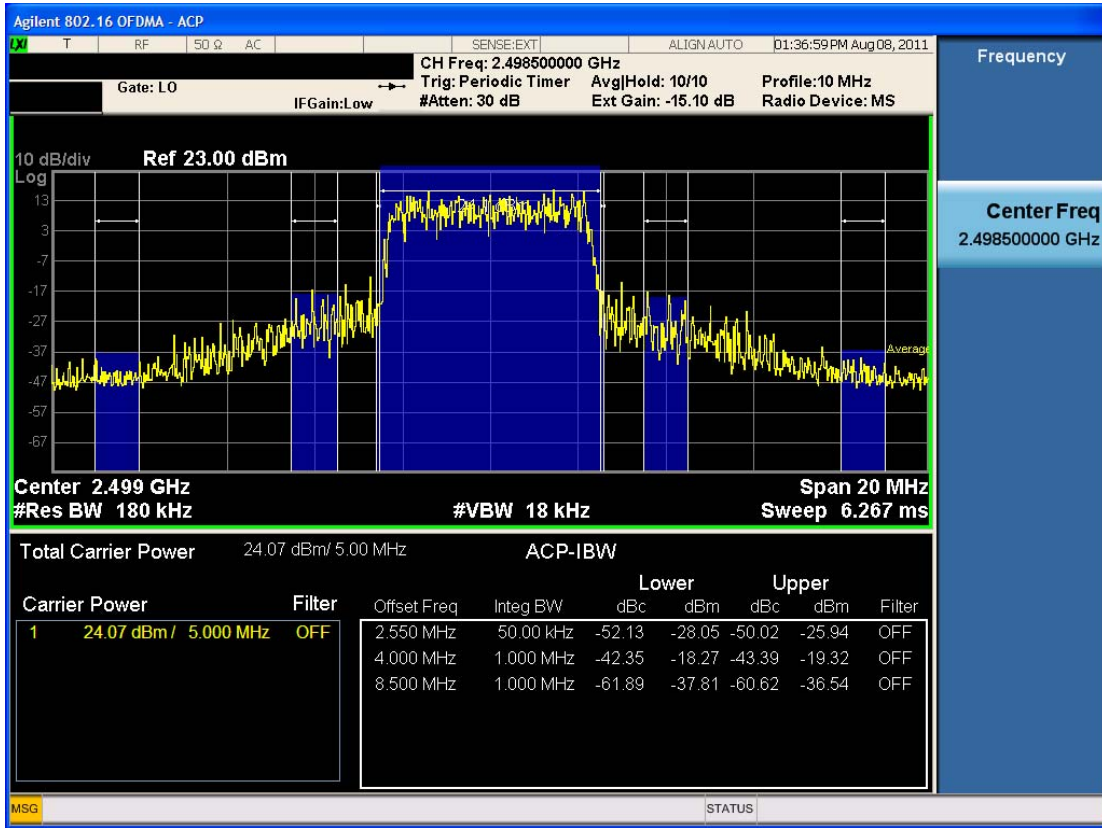 Agilent 802.16 OFDMA - ACP
LXI T RF 50 Ω AC SENSE:EXT ALIGN AUTO 01:36:59 PM Aug 08, 2011
CH Freq: 2.498500000 GHz
Gate: LO Trig: Periodic Timer Avg|Hold: 10/10 Profile:10 MHz
IFGain:Low #Atten: 30 dB Ext Gain: -15.10 dB Radio Device: MS
Frequency
Center Freq
2.498500000 GHz
10 dB/div Ref 23.00 dBm
Log
13
3
-7
-17
-27
-37
Average
-47
-57
-67
Center 2.499 GHz Span 20 MHz
#Res BW 180 kHz #VBW 18 kHz Sweep 6.267 ms
Total Carrier Power 24.07 dBm/ 5.00 MHz ACP-IBW
Lower Upper
Carrier Power Filter Offset Freq Integ BW dBc dBm dBc dBm Filter
1 24.07 dBm / 5.000 MHz OFF 2.550 MHz 50.00 kHz -52.13 -28.05 -50.02 -25.94 OFF
4.000 MHz 1.000 MHz -42.35 -18.27 -43.39 -19.32 OFF
8.500 MHz 1.000 MHz -61.89 -37.81 -60.62 -36.54 OFF
MSG STATUS